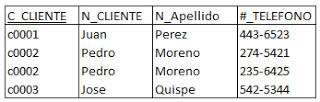 C_CLIENTE N_CLIENTE N_Apellido #_TELEFONO
c0001 Juan Perez 443-6523
c0002 Pedro Moreno 274-5421
c0002 Pedro Moreno 235-6425
c0003 Jose Quispe 542-5344